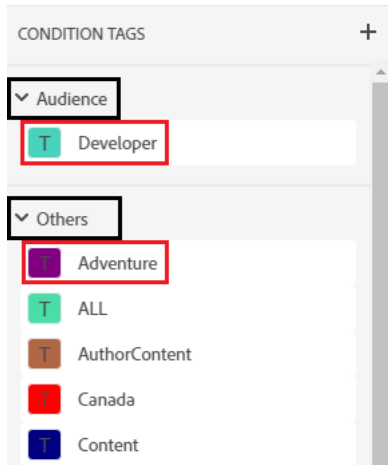 CONDITION TAGS +
Audience
T Developer
Others
T Adventure
T ALL
T AuthorContent
T Canada
T Content